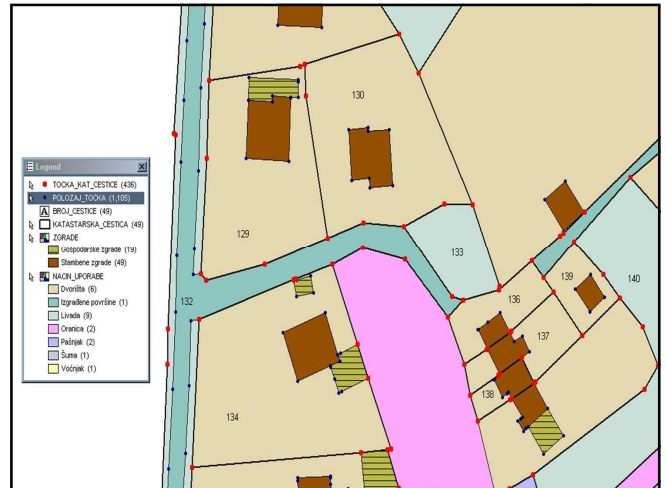 Legend
TOCKA_KAT_CESTICE (436)
POLOZAJ_TOCKA (1,105)
A BROJ_CESTICE (49)
KATASTARSKA_CESTICA (49)
ZGRADE
Gospodarske zgrade (19)
Stambene zgrade (49)
NACIN_UPORABE
Dvorišta (6)
Izgrađene površine (1)
Livada (9)
Oranica (2)
Pašnjak (2)
Šuma (1)
Voćnjak (1)
130
129
133
132
136
139
140
137
138
134